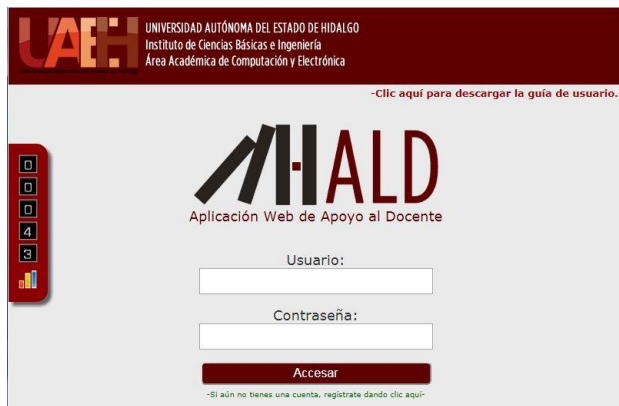 UAEH
UNIVERSIDAD AUTÓNOMA DEL ESTADO DE HIDALGO
Instituto de Ciencias Básicas e Ingeniería
Área Académica de Computación y Electrónica
-Clic aquí para descargar la guía de usuario.
AHALD
Aplicación Web de Apoyo al Docente
0
0
0
4
3
Usuario:
Contraseña:
Accesar
-Si aún no tienes una cuenta, regístrate dando clic aquí-